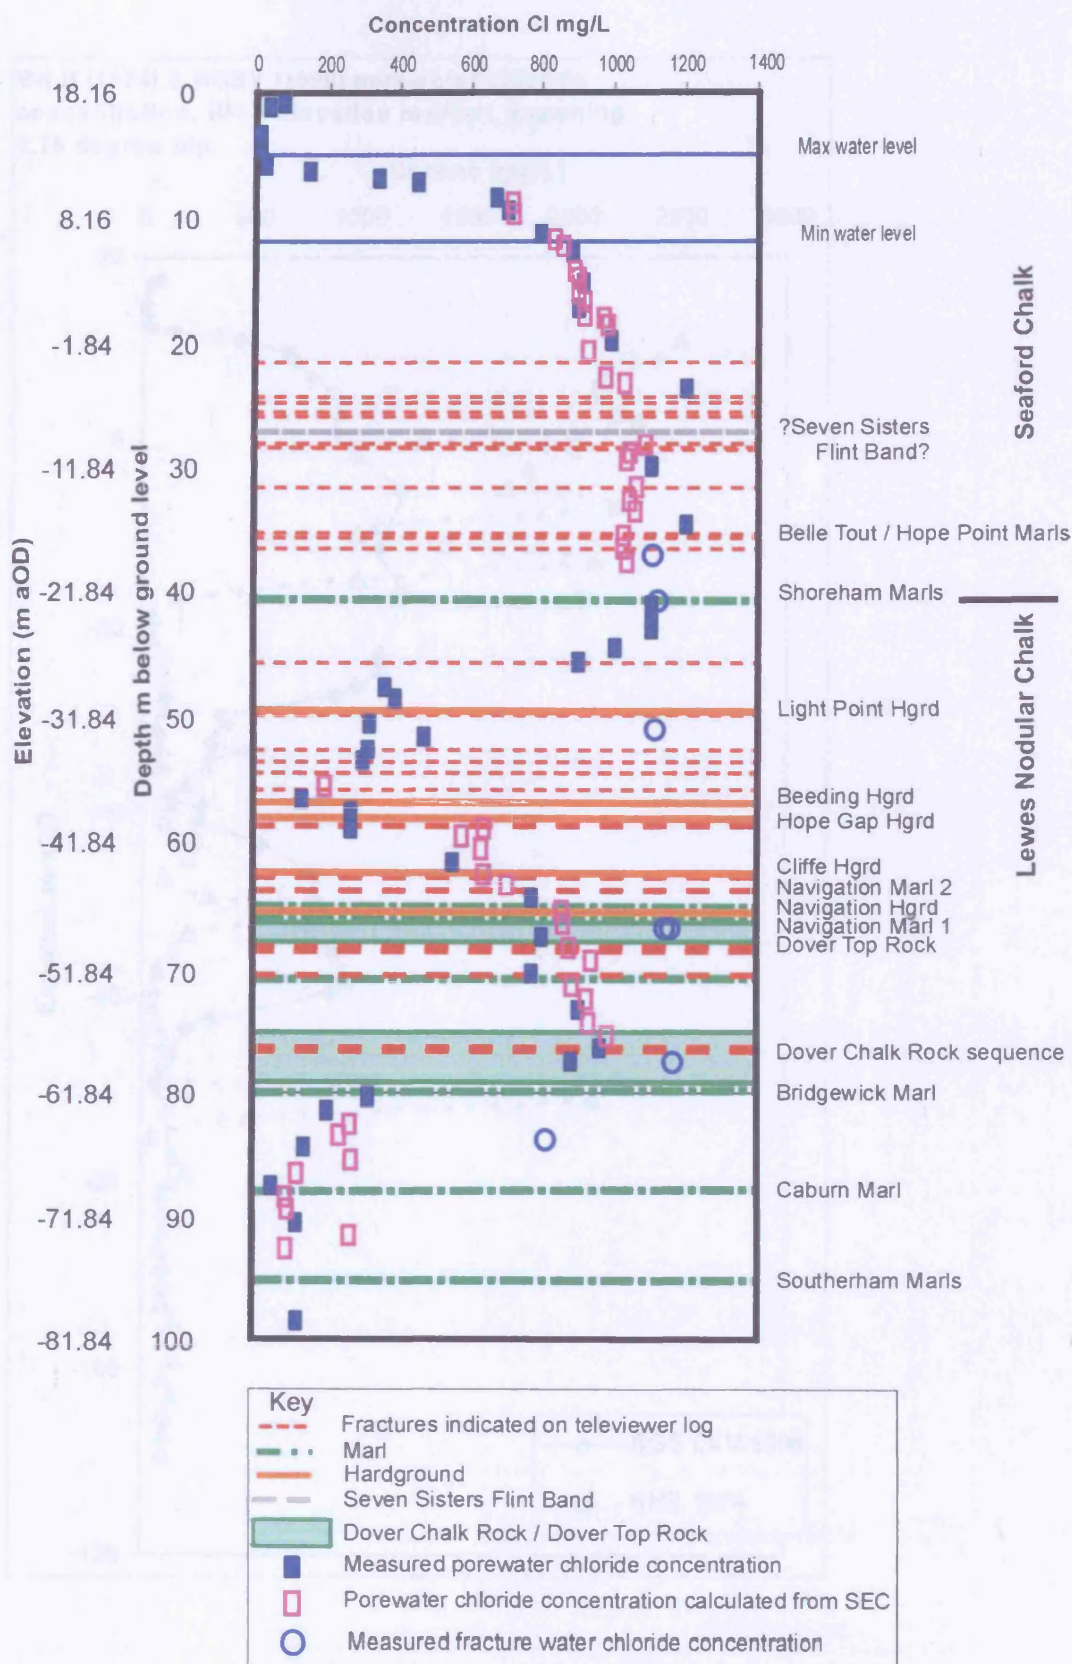 Concentration Cl mg/L
0 200 400 600 800 1000 1200 1400
18.16 0
Max water level
8.16 10
Min water level
-1.84 20
Seaford Chalk
?Seven Sisters
Flint Band?
-11.84 30
Belle Tout / Hope Point Marls
-21.84 40
Shoreham Marls
Elevation (m aOD)
Depth m below ground level
Lewes Nodular Chalk
-31.84 50
Light Point Hgrd
Beeding Hgrd
Hope Gap Hgrd
-41.84 60
Cliffe Hgrd
Navigation Marl 2
Navigation Hgrd
Navigation Marl 1
Dover Top Rock
-51.84 70
Dover Chalk Rock sequence
-61.84 80
Bridgewick Marl
Caburn Marl
-71.84 90
Southerham Marls
-81.84 100
Key
Fractures indicated on televiewer log
Marl
Hardground
Seven Sisters Flint Band
Dover Chalk Rock / Dover Top Rock
Measured porewater chloride concentration
Porewater chloride concentration calculated from SEC
Measured fracture water chloride concentration